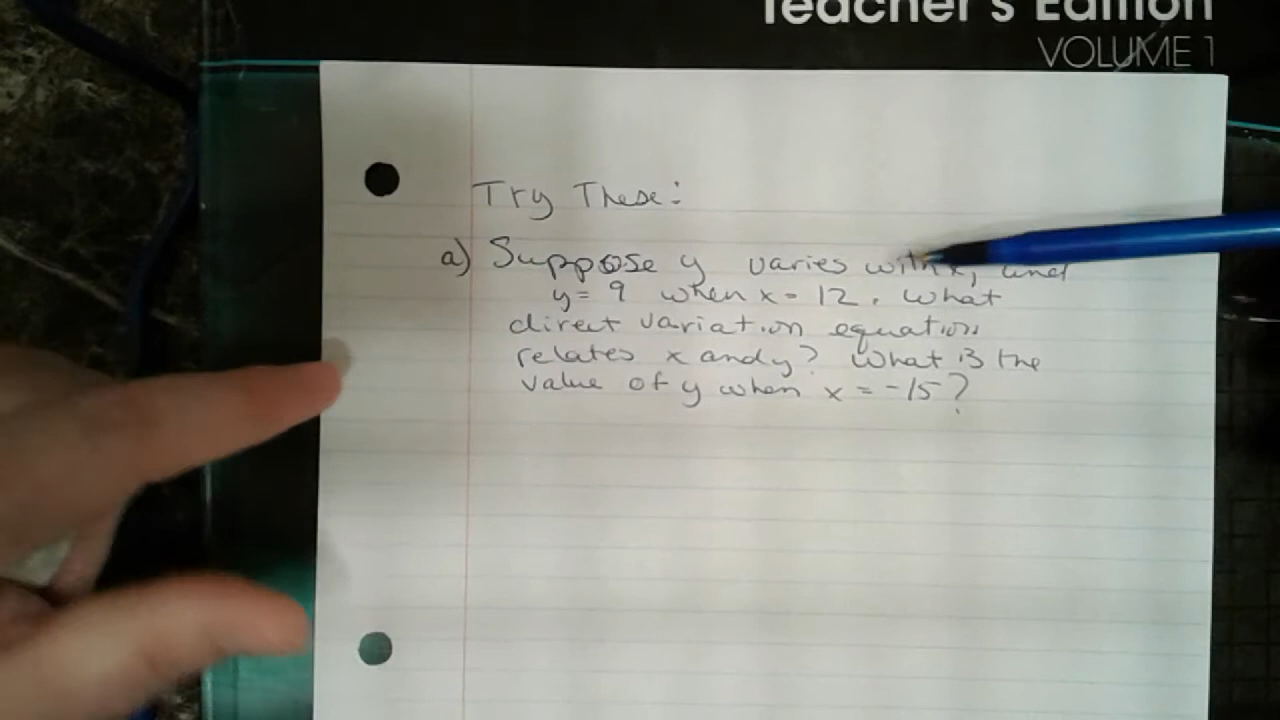 Teacher's Edition
VOLUME 1
Try These:
a) Suppose y varies with x, and
y = 9 when x = 12. What
direct variation equation
relates x and y? What is the
value of y when x = -15?